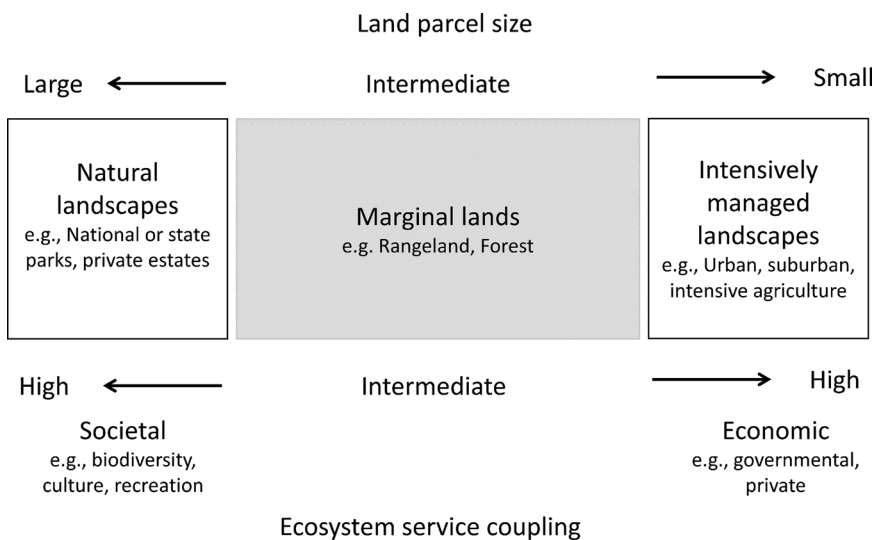 Land parcel size
Large
Intermediate
Small
Natural
landscapes
e.g., National or state
parks, private estates
Marginal lands
e.g. Rangeland, Forest
Intensively
managed
landscapes
e.g., Urban, suburban,
intensive agriculture
High
Intermediate
High
Societal
e.g., biodiversity,
culture, recreation
Economic
e.g., governmental,
private
Ecosystem service coupling